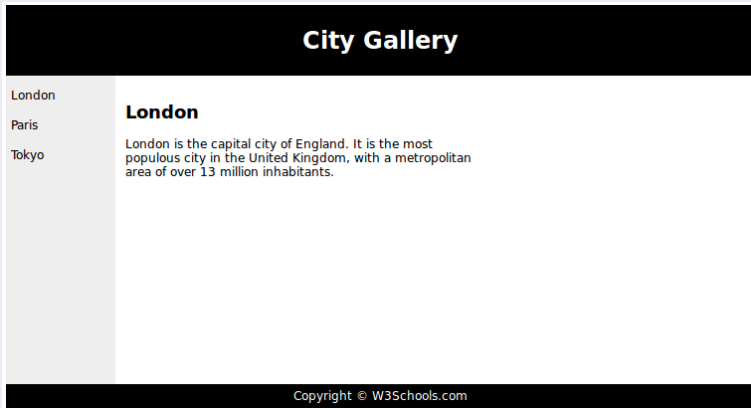 City Gallery
London
Paris
Tokyo
London
London is the capital city of England. It is the most
populous city in the United Kingdom, with a metropolitan
area of over 13 million inhabitants.
Copyright © W3Schools.com